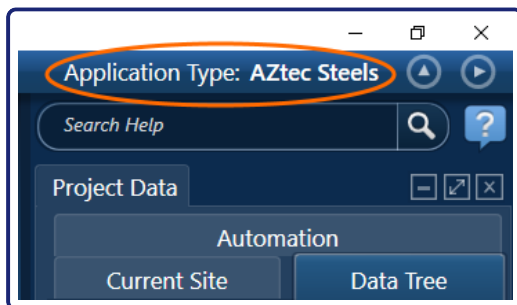 Application Type: AZtec Steels
Search Help
?
Project Data
Automation
Current Site Data Tree